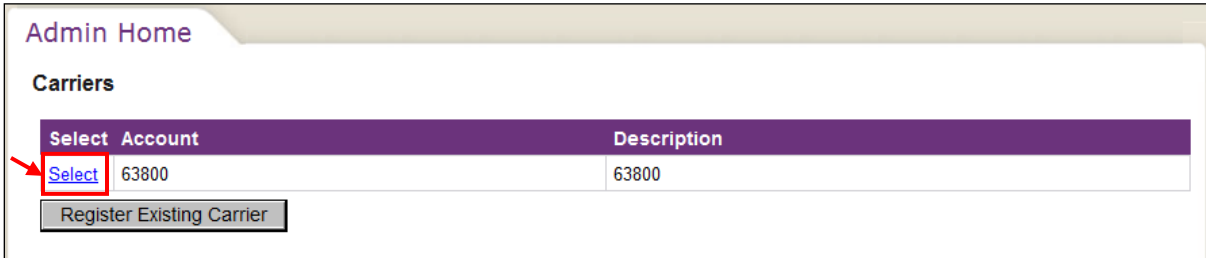 Admin Home
Carriers
Select Account Description
Select 63800 63800
Register Existing Carrier